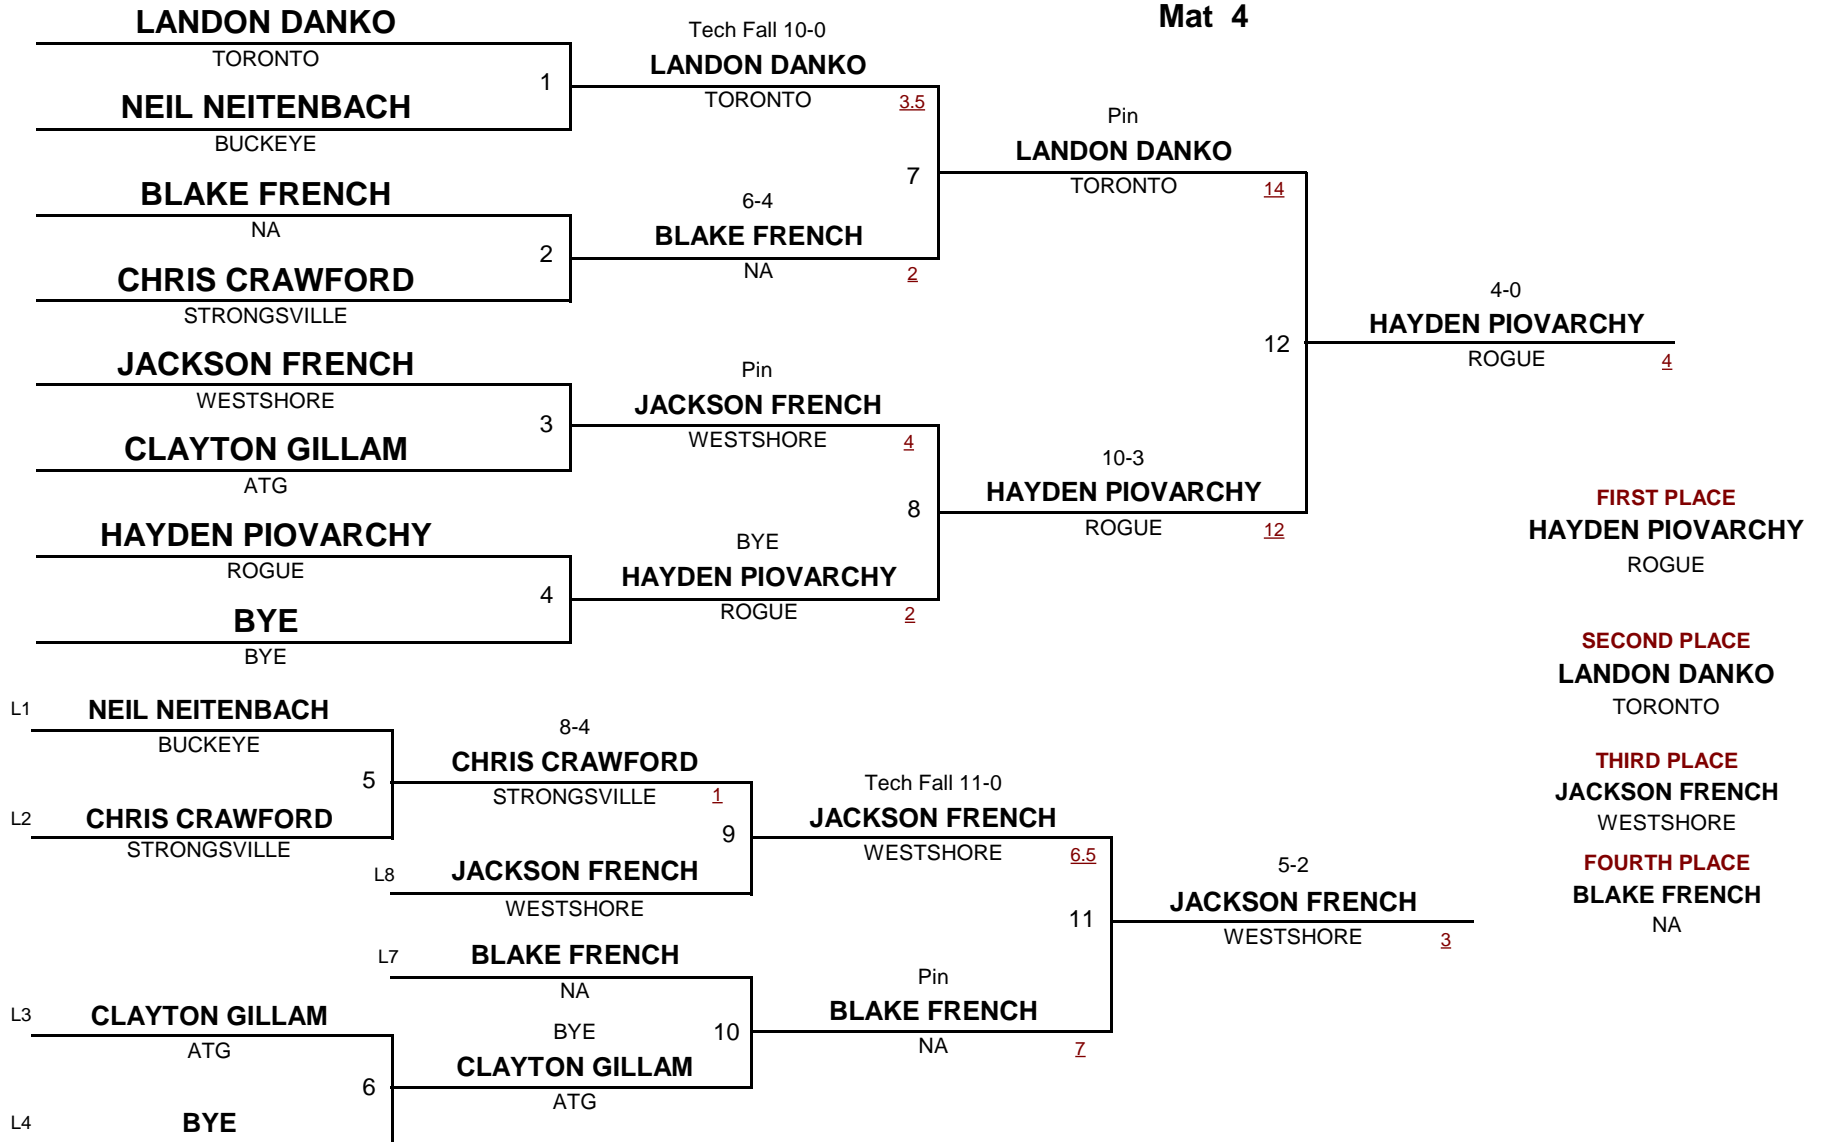 Mat 4
LANDON DANKO
TORONTO
1
NEIL NEITENBACH
BUCKEYE
BLAKE FRENCH
NA
2
CHRIS CRAWFORD
STRONGSVILLE
JACKSON FRENCH
WESTSHORE
3
CLAYTON GILLAM
ATG
HAYDEN PIOVARCHY
ROGUE
4
BYE
BYE
Tech Fall 10-0
LANDON DANKO
TORONTO 3.5
7
6-4
BLAKE FRENCH
NA 2
Pin
JACKSON FRENCH
WESTSHORE 4
8
BYE
HAYDEN PIOVARCHY
ROGUE 2
Pin
LANDON DANKO
TORONTO 14
12
10-3
HAYDEN PIOVARCHY
ROGUE 12
4-0
HAYDEN PIOVARCHY
ROGUE 4
FIRST PLACE
HAYDEN PIOVARCHY
ROGUE
SECOND PLACE
LANDON DANKO
TORONTO
THIRD PLACE
JACKSON FRENCH
WESTSHORE
FOURTH PLACE
BLAKE FRENCH
NA
L1 NEIL NEITENBACH
BUCKEYE
5
L2 CHRIS CRAWFORD
STRONGSVILLE
L3 CLAYTON GILLAM
ATG
6
L4 BYE
8-4
CHRIS CRAWFORD
STRONGSVILLE 1
9
L8 JACKSON FRENCH
WESTSHORE
L7 BLAKE FRENCH
NA
BYE 10
CLAYTON GILLAM
ATG
Tech Fall 11-0
JACKSON FRENCH
WESTSHORE 6.5
11
Pin
BLAKE FRENCH
NA 7
5-2
JACKSON FRENCH
WESTSHORE 3